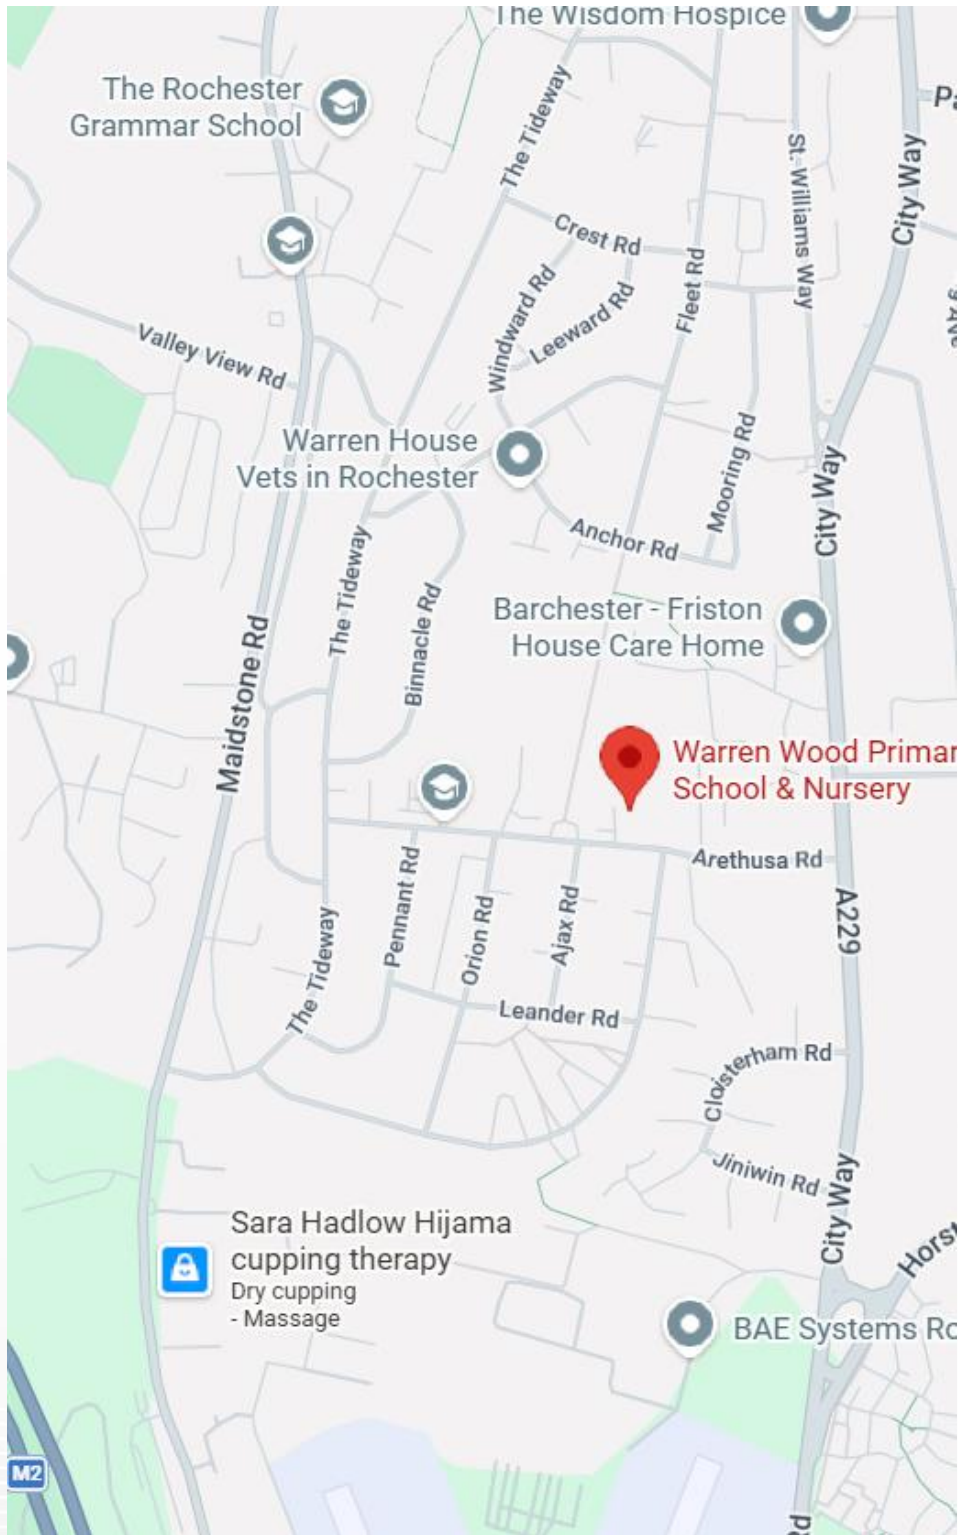 The Wisdom Hospice
The Rochester
Grammar School
The Tideway
St. Williams Way
City Way
Crest Rd
Windward Rd
Leeward Rd
Fleet Rd
Valley View Rd
Warren House
Vets in Rochester
Mooring Rd
City Way
Anchor Rd
The Tideway
Binnacle Rd
Barchester - Friston
House Care Home
Maidstone Rd
Warren Wood Primar
School & Nursery
Arethusa Rd
Pennant Rd
Orion Rd
Ajax Rd
A229
The Tideway
Leander Rd
Cloisterham Rd
Jiniwin Rd
City Way
Sara Hadlow Hijama
cupping therapy
Dry cupping
- Massage
Horst
BAE Systems Ro
M2